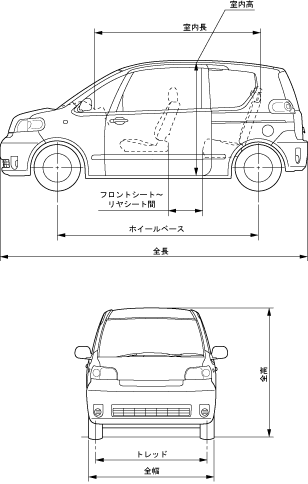 室内高
室内長
フロントシート～
リヤシート間
ホイールベース
全長
全高
トレッド
全幅